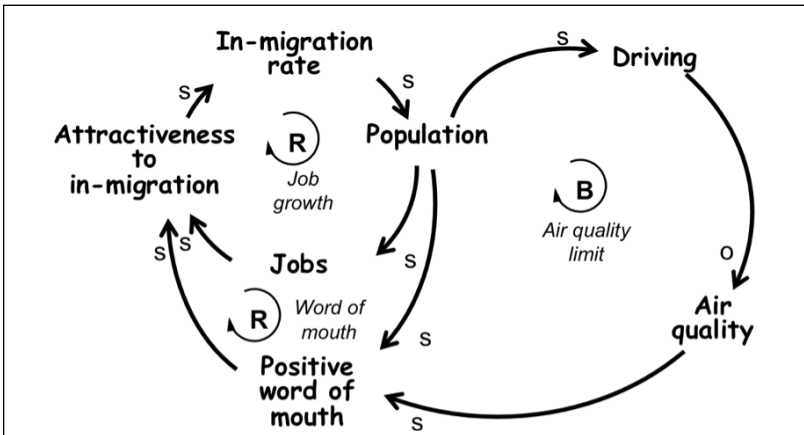 In-migration
rate
s
Driving
s
s
Attractiveness
to
in-migration
R
Population
Job
growth
B
Air quality
limit
s
s
Jobs
s
o
R
Word of
mouth
Air
quality
s
Positive
word of
mouth
s